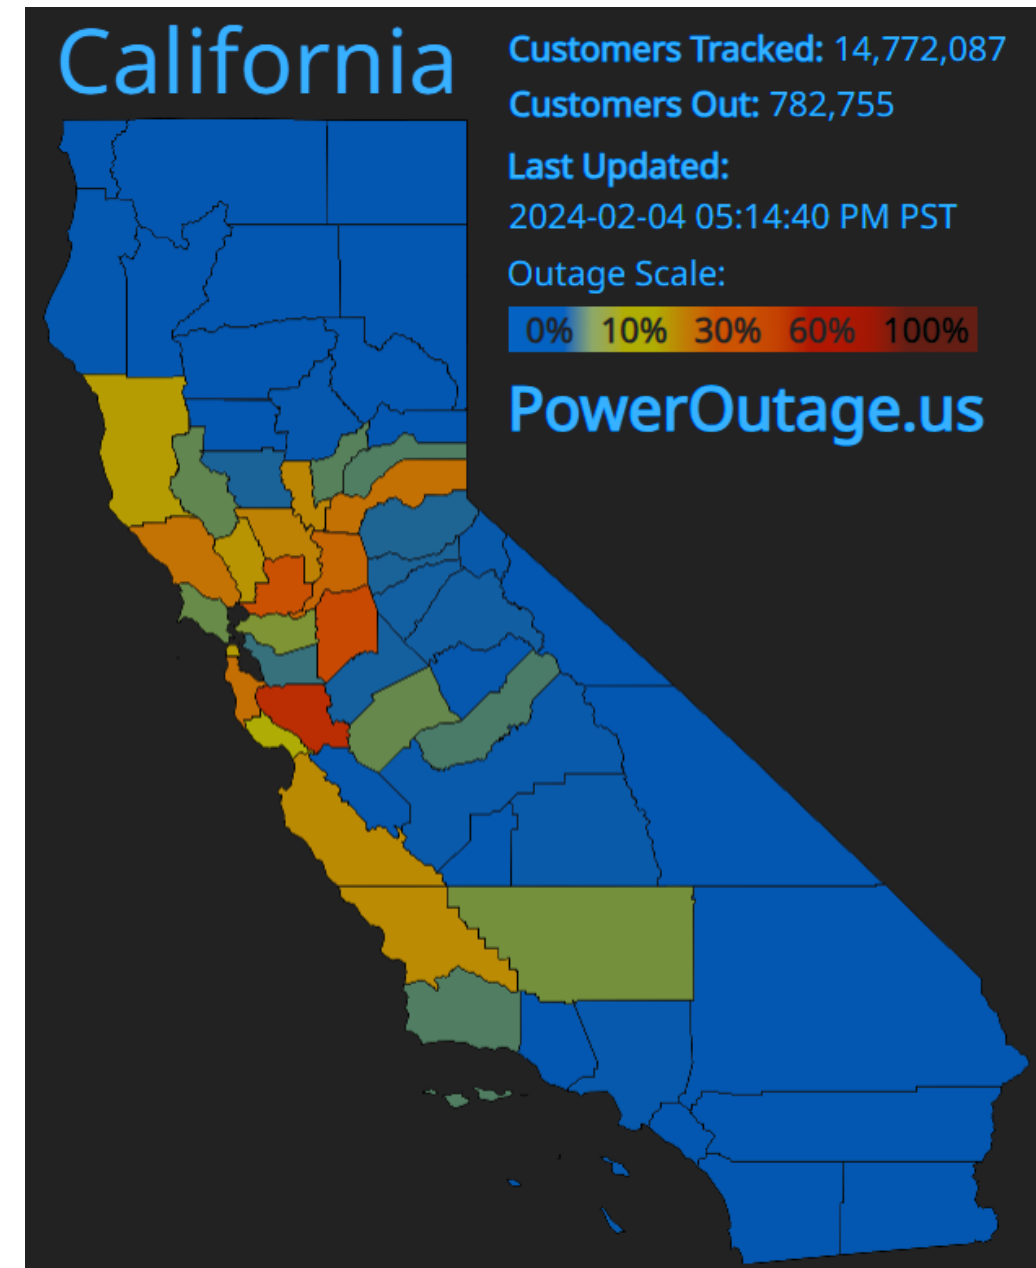 California
Customers Tracked: 14,772,087
Customers Out: 782,755
Last Updated:
2024-02-04 05:14:40 PM PST
Outage Scale:
0% 10% 30% 60% 100%
PowerOutage.us